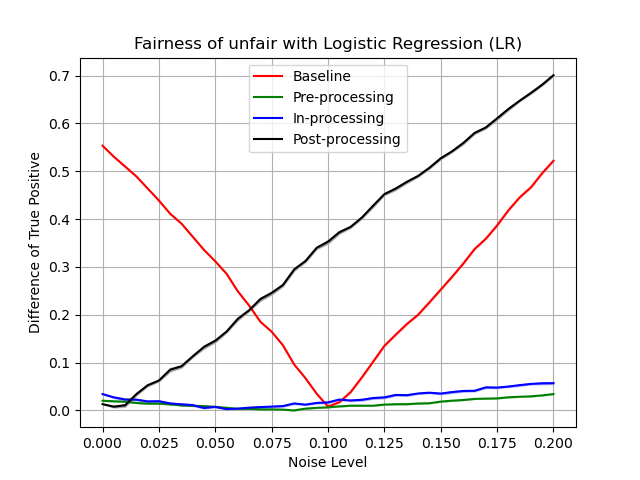 Fairness of unfair with Logistic Regression (LR)
Baseline
Pre-processing
In-processing
Post-processing
Difference of True Positive
0.7
0.6
0.5
0.4
0.3
0.2
0.1
0.0
0.000 0.025 0.050 0.075 0.100 0.125 0.150 0.175 0.200
Noise Level